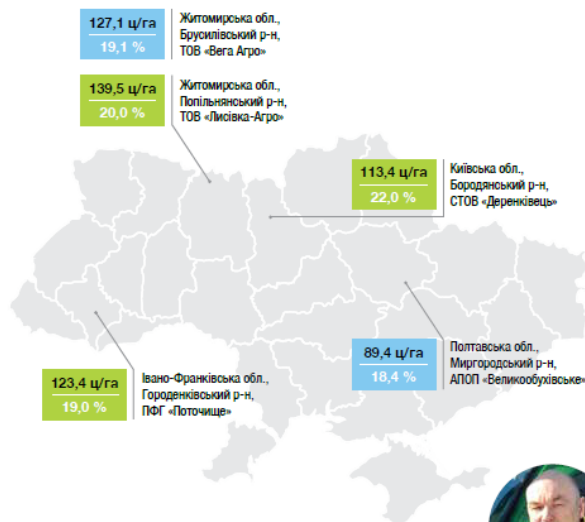 127,1 ц/га
19,1 %
Житомирська обл.,
Брусилівський р-н,
ТОВ «Вега Агро»
139,5 ц/га
20,0 %
Житомирська обл.,
Попільнянський р-н,
ТОВ «Лисівка-Агро»
113,4 ц/га
22,0 %
Київська обл.,
Бородянський р-н,
СТОВ «Деренківець»
89,4 ц/га
18,4 %
Полтавська обл.,
Миргородський р-н,
АПОП «Великообухівське»
123,4 ц/га
19,0 %
Івано-Франківська обл.,
Городенківський р-н,
ПФГ «Поточище»